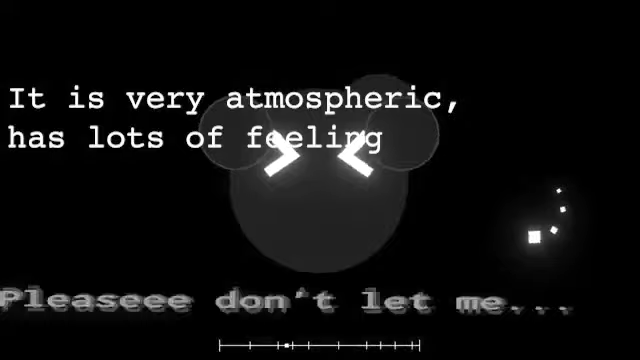 It is very atmospheric,
has lots of feeling
Pleaseee don't let me...